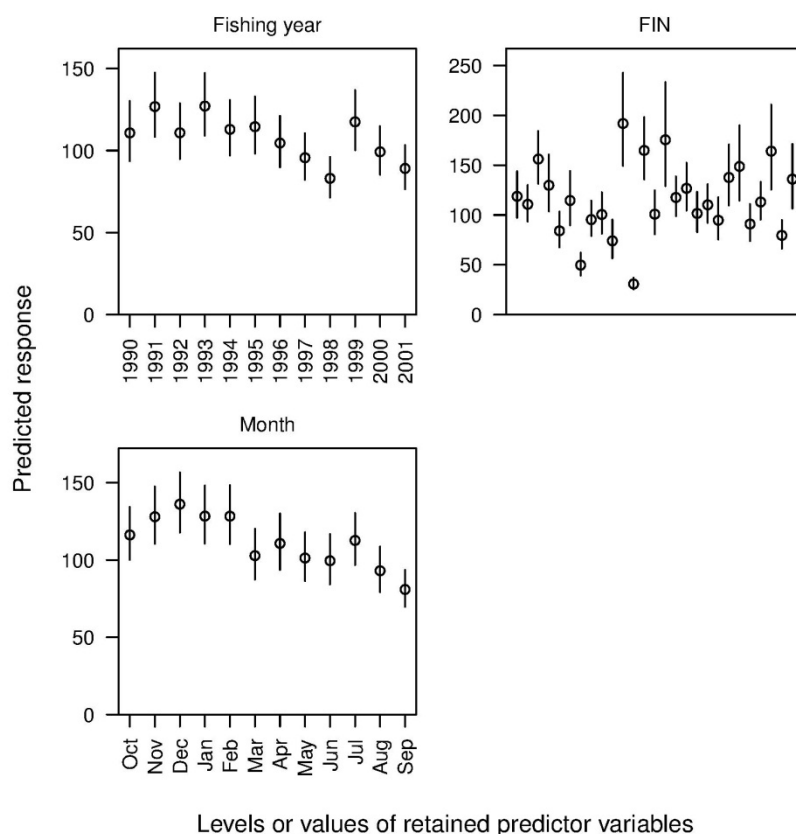 Fishing year
150
100
50
0
1990
1991
1992
1993
1994
1995
1996
1997
1998
1999
2000
2001
FIN
250
200
150
100
50
0
Month
150
100
50
0
Oct
Nov
Dec
Jan
Feb
Mar
Apr
May
Jun
Jul
Aug
Sep
Predicted response
Levels or values of retained predictor variables